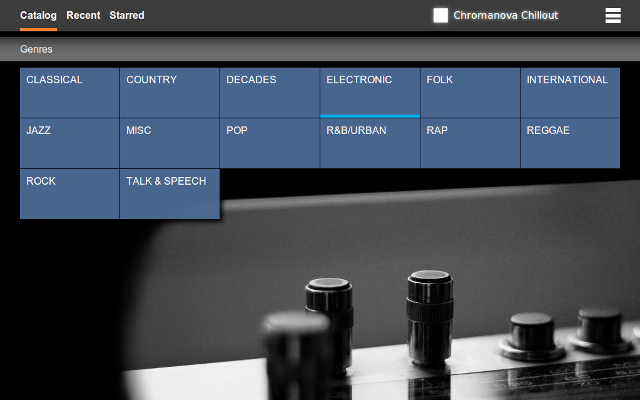 Catalog Recent Starred Chromanova Chillout
Genres
CLASSICAL COUNTRY DECADES ELECTRONIC FOLK INTERNATIONAL
JAZZ MISC POP R&B/URBAN RAP REGGAE
ROCK TALK & SPEECH